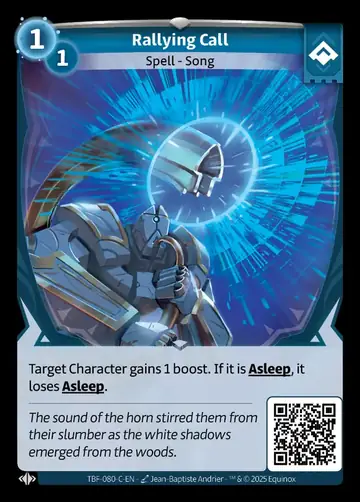 1
1
Rallying Call
Spell - Song
Target Character gains 1 boost. If it is Asleep, it
loses Asleep.
The sound of the horn stirred them from
their slumber as the white shadows
emerged from the woods.
TBF-080-C-EN - Jean-Baptiste Andrier - ™ & © 2025 Equinox